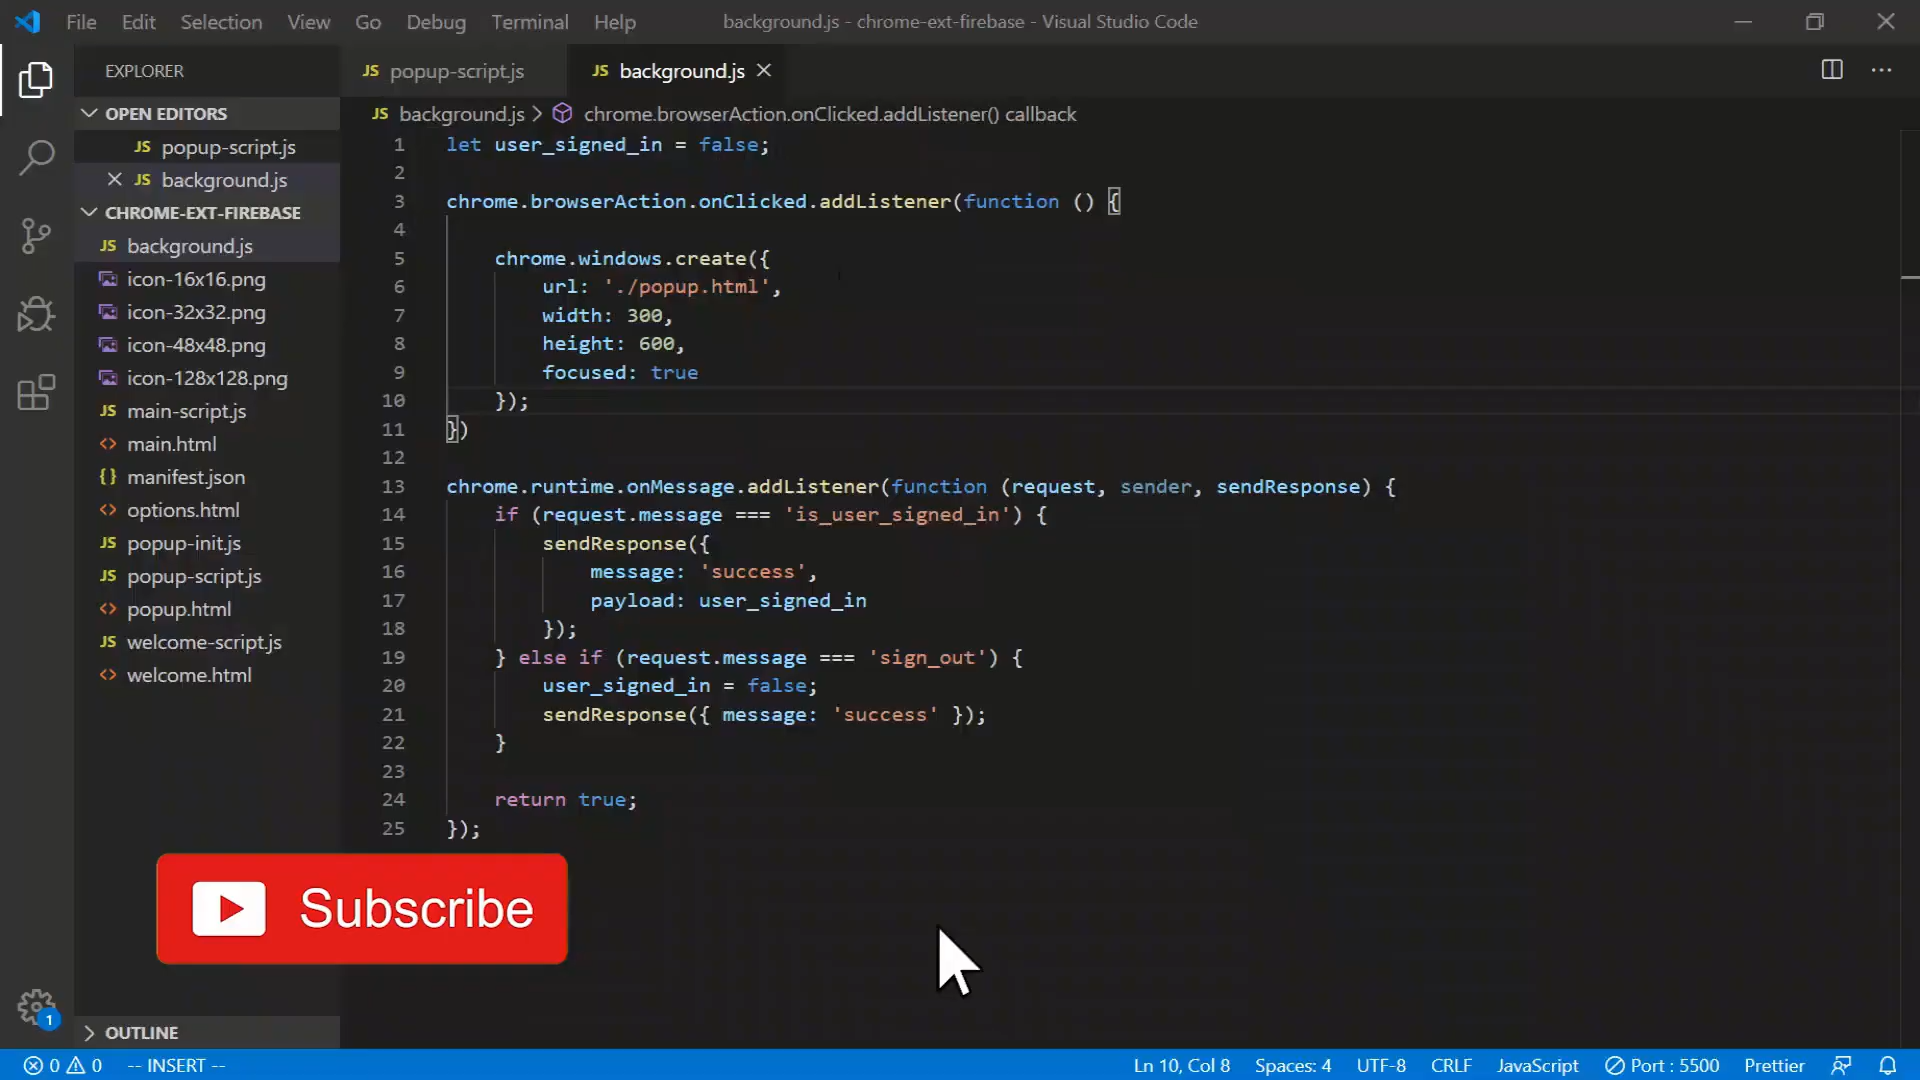 File Edit Selection View Go Debug Terminal Help
background.js - chrome-ext-firebase - Visual Studio Code
EXPLORER
OPEN EDITORS
JS popup-script.js
JS background.js
CHROME-EXT-FIREBASE
JS background.js
icon-16x16.png
icon-32x32.png
icon-48x48.png
icon-128x128.png
JS main-script.js
<> main.html
{} manifest.json
<> options.html
JS popup-init.js
JS popup-script.js
<> popup.html
JS welcome-script.js
<> welcome.html
OUTLINE
JS popup-script.js
JS background.js
JS background.js > chrome.browserAction.onClicked.addListener() callback
1 let user_signed_in = false;
2
3 chrome.browserAction.onClicked.addListener(function () {
4
5     chrome.windows.create({
6         url: './popup.html',
7         width: 300,
8         height: 600,
9         focused: true
10     });
11 })
12
13 chrome.runtime.onMessage.addListener(function (request, sender, sendResponse) {
14     if (request.message === 'is_user_signed_in') {
15         sendResponse({
16             message: 'success',
17             payload: user_signed_in
18         });
19     } else if (request.message === 'sign_out') {
20         user_signed_in = false;
21         sendResponse({ message: 'success' });
22     }
23
24     return true;
25 });
Subscribe
1
0 0 -- INSERT -- Ln 10, Col 8 Spaces: 4 UTF-8 CRLF JavaScript Port : 5500 Prettier